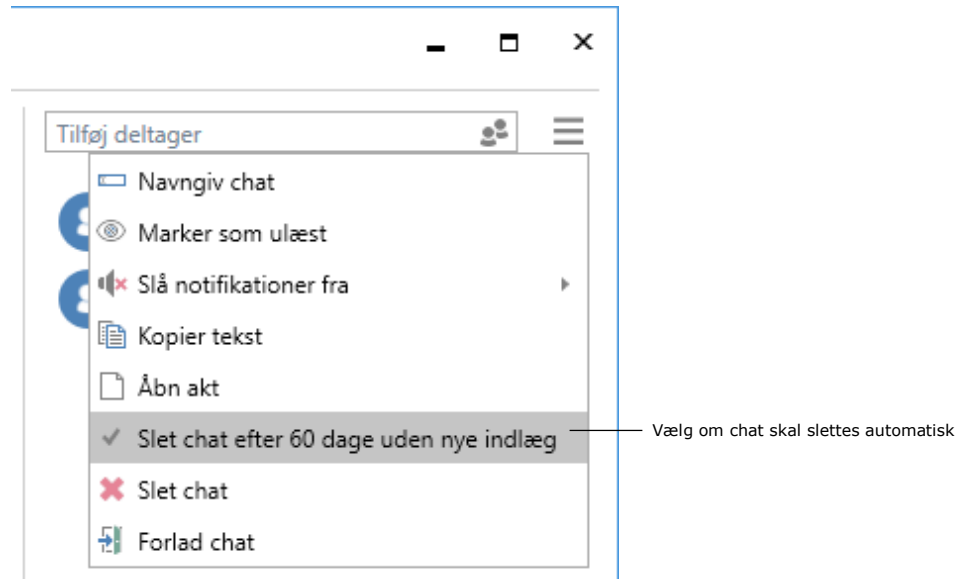 Tilføj deltager
Navngiv chat
Marker som ulæst
Slå notifikationer fra
Kopier tekst
Åbn akt
Slet chat efter 60 dage uden nye indlæg
Vælg om chat skal slettes automatisk
Slet chat
Forlad chat